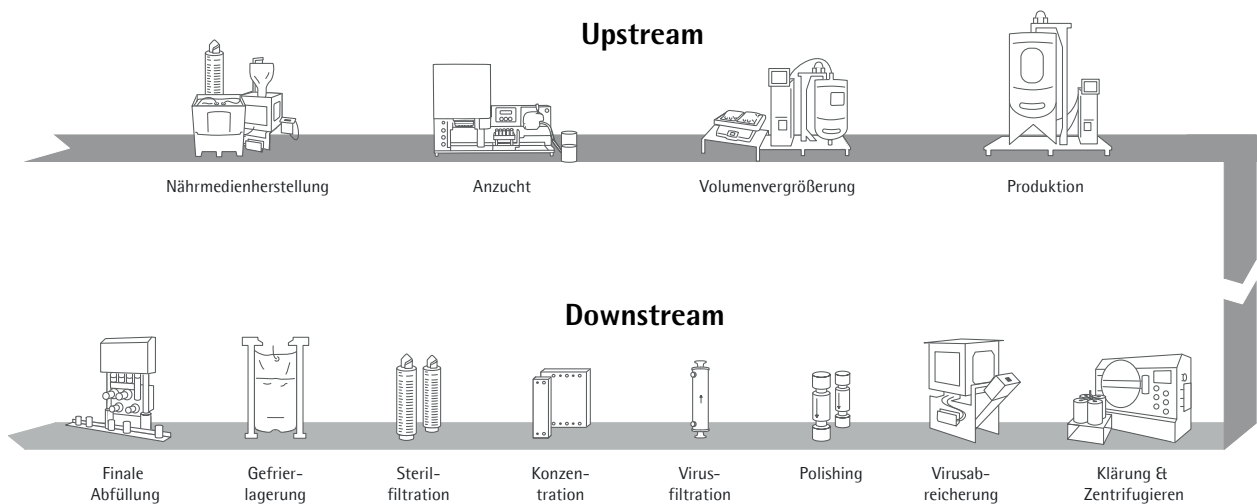 Upstream
Nährmedienherstellung
Anzucht
Volumenvergrößerung
Produktion
Downstream
Finale
Abfüllung
Gefrier-
lagerung
Steril-
filtration
Konzen-
tration
Virus-
filtration
Polishing
Virusab-
reicherung
Klärung &
Zentrifugieren